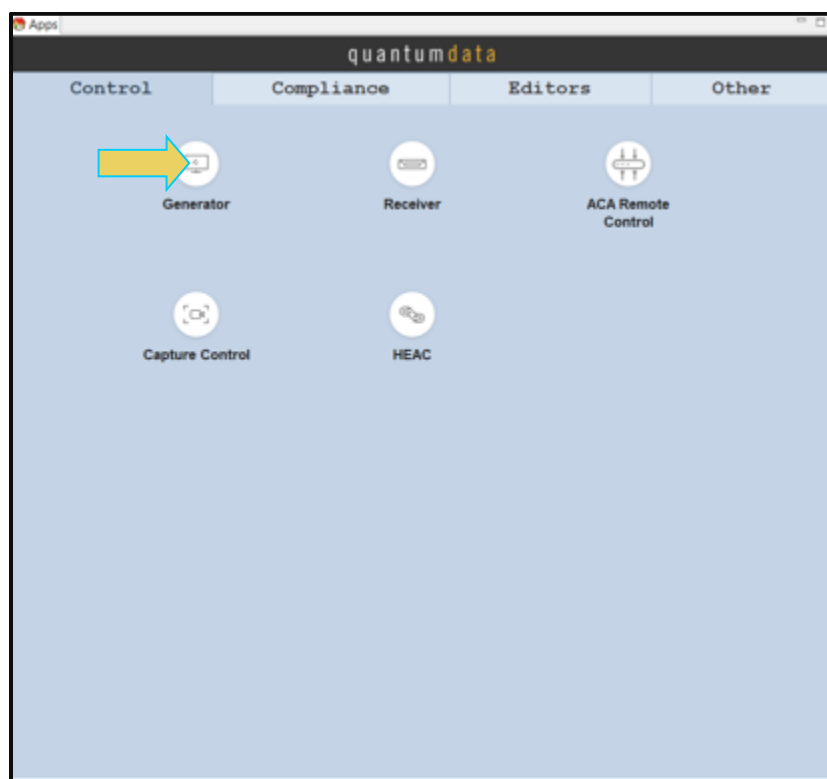 Apps
quantumdata
Control Compliance Editors Other
Generator Receiver ACA Remote Control
Capture Control HEAC